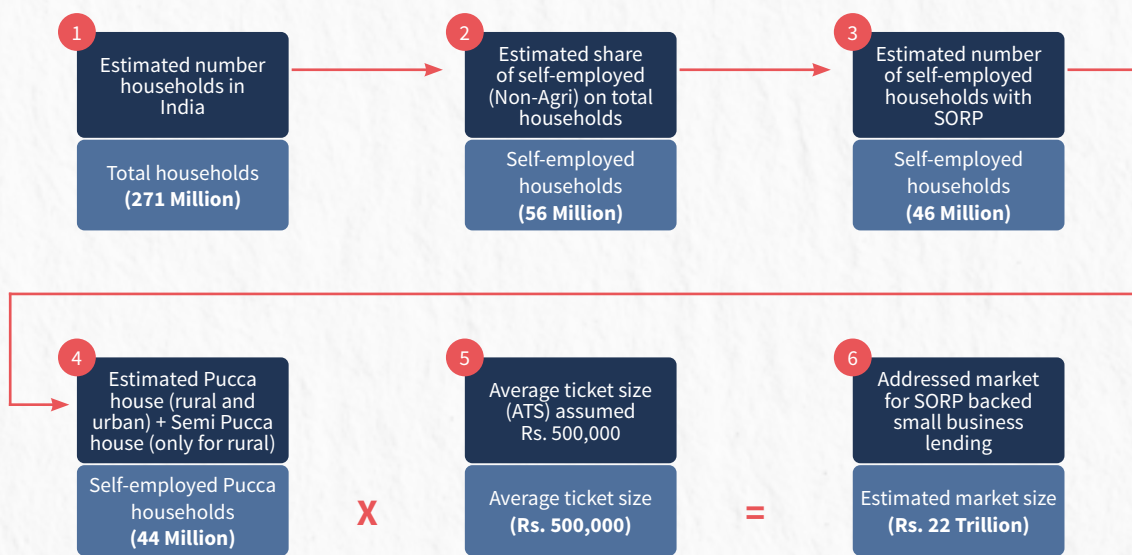 1
Estimated number
households in
India
Total households
(271 Million)
2
Estimated share
of self-employed
(Non-Agri) on total
households
Self-employed
households
(56 Million)
3
Estimated number
of self-employed
households with
SORP
Self-employed
households
(46 Million)
4
Estimated Pucca
house (rural and
urban) + Semi Pucca
house (only for rural)
Self-employed Pucca
households
(44 Million)
X
5
Average ticket size
(ATS) assumed
Rs. 500,000
Average ticket size
(Rs. 500,000)
=
6
Addressed market
for SORP backed
small business
lending
Estimated market size
(Rs. 22 Trillion)